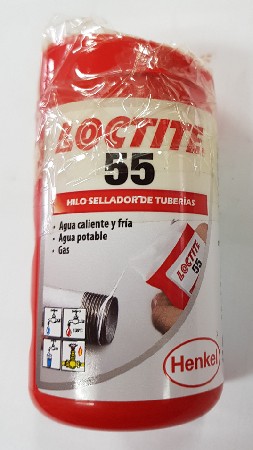 LOCTITE
55
HILO SELLADOR DE TUBERÍAS
• Agua caliente y fría
• Agua potable
• Gas
LOCTITE
55
Henkel